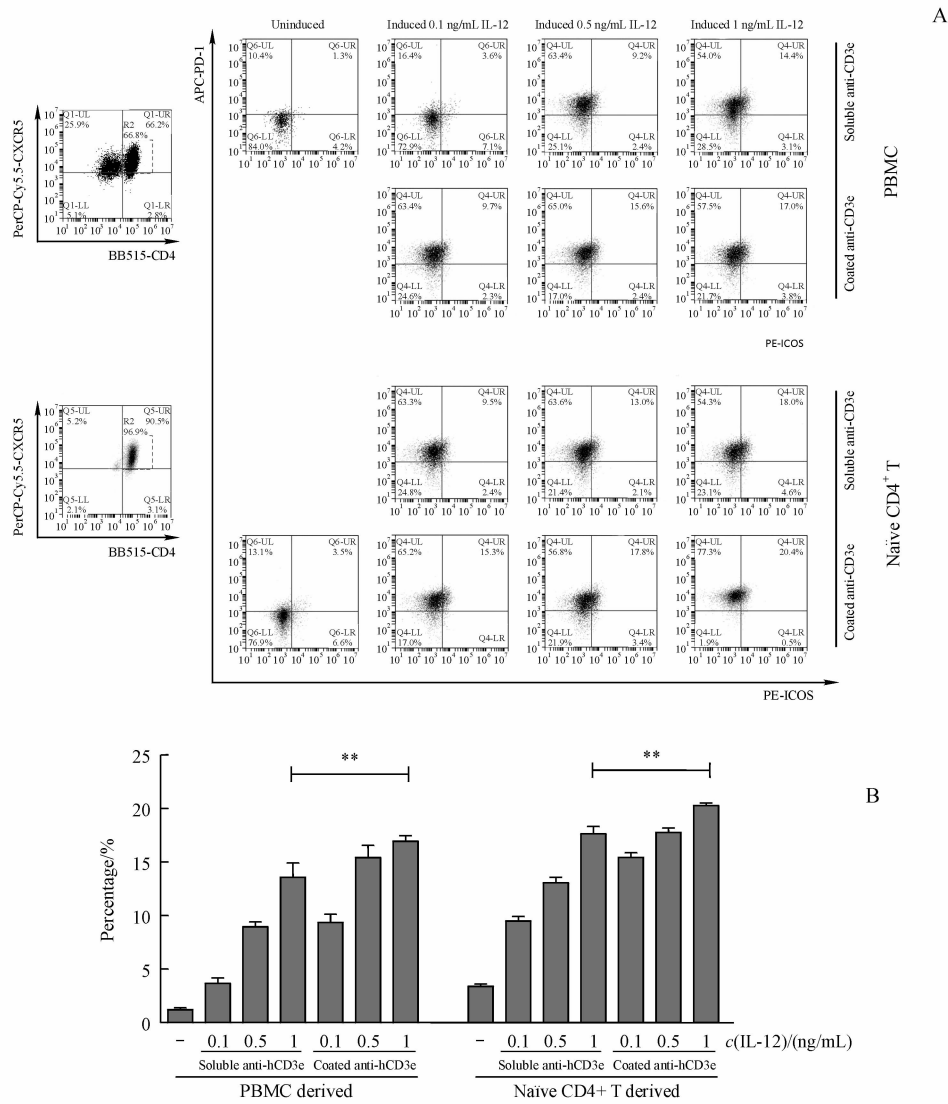 A
Uninduced
Induced 0.1 ng/mL IL-12
Induced 0.5 ng/mL IL-12
Induced 1 ng/mL IL-12
APC-PD-1
Q6-UL Q6-UR
10.4% 1.3%
Q6-LL Q6-LR
84.0% 4.2%
Q6-UL Q6-UR
16.4% 3.6%
Q6-LL Q6-LR
72.9% 7.1%
Q4-UL Q4-UR
63.4% 9.2%
Q4-LL Q4-LR
25.1% 2.4%
Q4-UL Q4-UR
54.0% 14.4%
Q4-LL Q4-LR
28.5% 3.1%
Soluble anti-CD3e
PerCP-Cy5.5-CXCR5
Q1-UL Q1-UR
25.9% R2 66.2%
66.8%
Q1-LL Q1-LR
5.1% 2.8%
BB515-CD4
Q4-UL Q4-UR
63.4% 9.7%
Q4-LL Q4-LR
24.6% 2.3%
Q4-UL Q4-UR
65.0% 15.6%
Q4-LL Q4-LR
17.0% 2.4%
Q4-UL Q4-UR
57.5% 17.0%
Q4-LL Q4-LR
21.7% 3.8%
Coated anti-CD3e
PBMC
PE-ICOS
PerCP-Cy5.5-CXCR5
Q5-UL Q5-UR
5.2% R2 90.5%
96.9%
Q5-LL Q5-LR
2.1% 3.1%
BB515-CD4
Q4-UL Q4-UR
63.3% 9.5%
Q4-LL Q4-LR
24.8% 2.4%
Q4-UL Q4-UR
63.6% 13.0%
Q4-LL Q4-LR
21.4% 2.1%
Q4-UL Q4-UR
54.3% 18.0%
Q4-LL Q4-LR
23.1% 4.6%
Soluble anti-CD3e
Q6-UL Q6-UR
13.1% 3.5%
Q6-LL Q6-LR
76.9% 6.6%
Q4-UL Q4-UR
65.2% 15.3%
Q4-LL Q4-LR
17.0%
Q4-UL Q4-UR
56.8% 17.8%
Q4-LL Q4-LR
21.9% 3.4%
Q4-UL Q4-UR
77.3% 20.4%
Q4-LL Q4-LR
1.9% 0.5%
Coated anti-CD3e
Naïve CD4⁺ T
PE-ICOS
B
Percentage/%
25
20
15
10
5
0
**
**
– 0.1 0.5 1 0.1 0.5 1 – 0.1 0.5 1 0.1 0.5 1 c(IL-12)/(ng/mL)
Soluble anti-hCD3e Coated anti-hCD3e Soluble anti-hCD3e Coated anti-hCD3e
PBMC derived Naïve CD4+ T derived